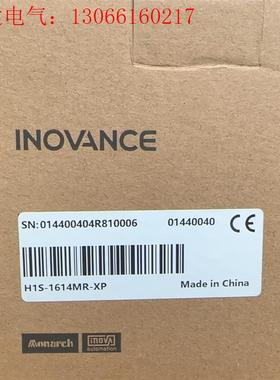 电气：13066160217
INOVANCE
SN:014400404R810006 01440040 CE
H1S-1614MR-XP Made in China
Monarch INOVA
automation